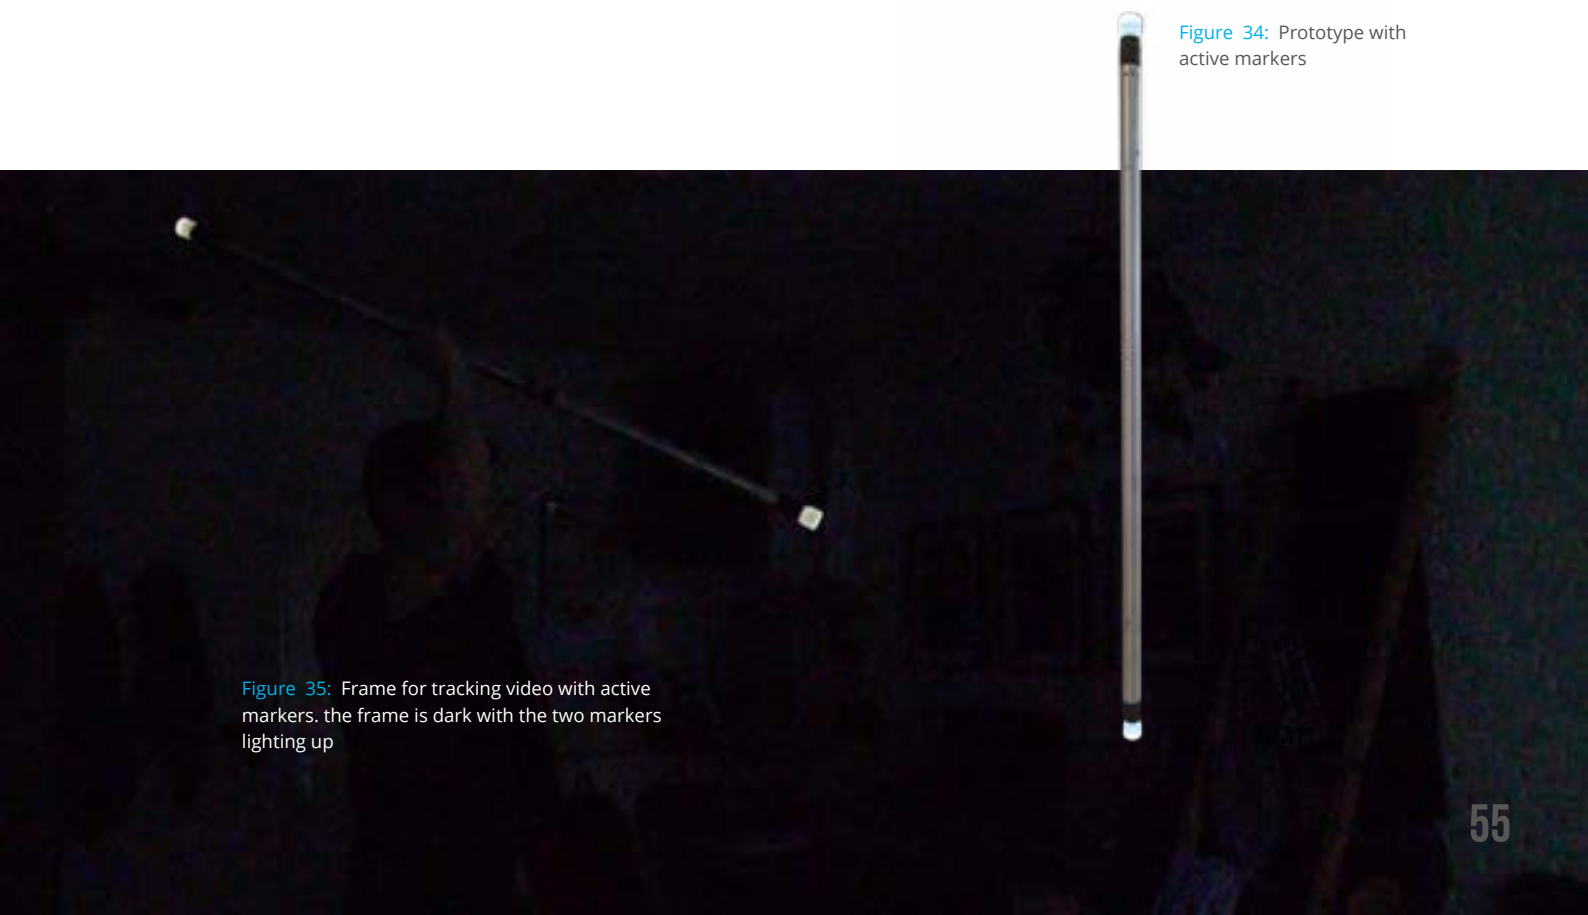 Figure 34: Prototype with
active markers
Figure 35: Frame for tracking video with active
markers. the frame is dark with the two markers
lighting up
55